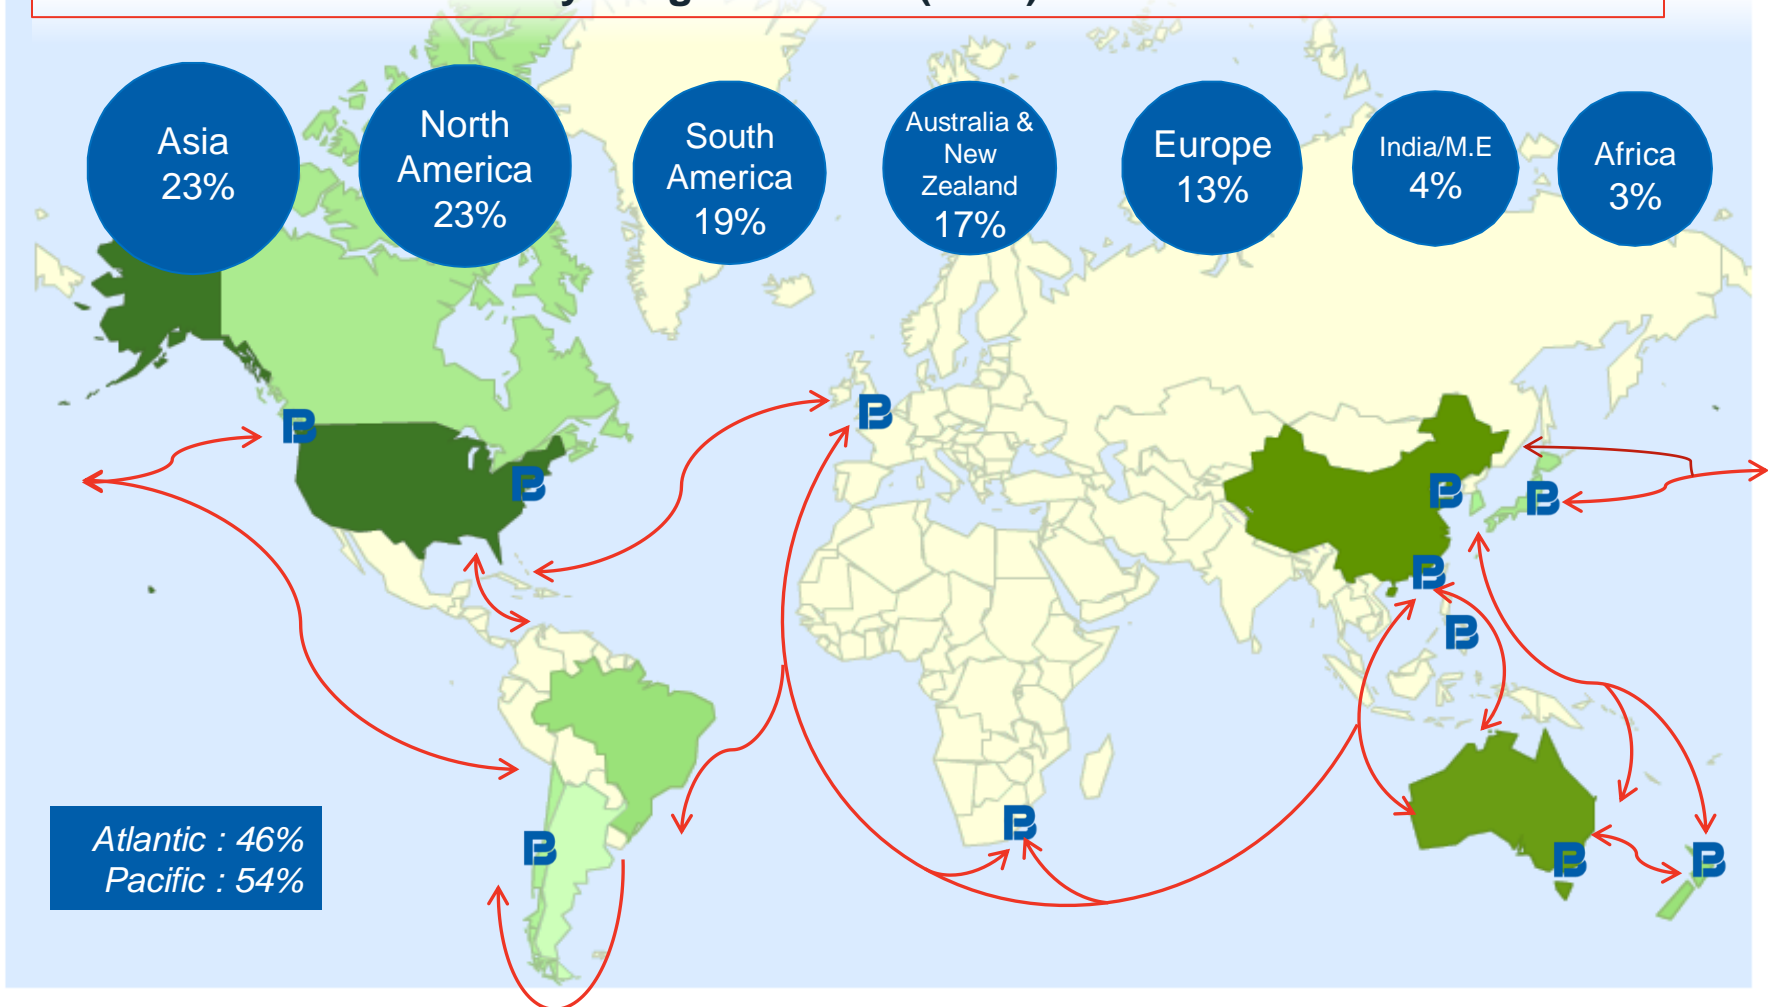 Asia
23%
North
America
23%
South
America
19%
Australia &
New
Zealand
17%
Europe
13%
India/M.E
4%
Africa
3%
Atlantic : 46%
Pacific : 54%